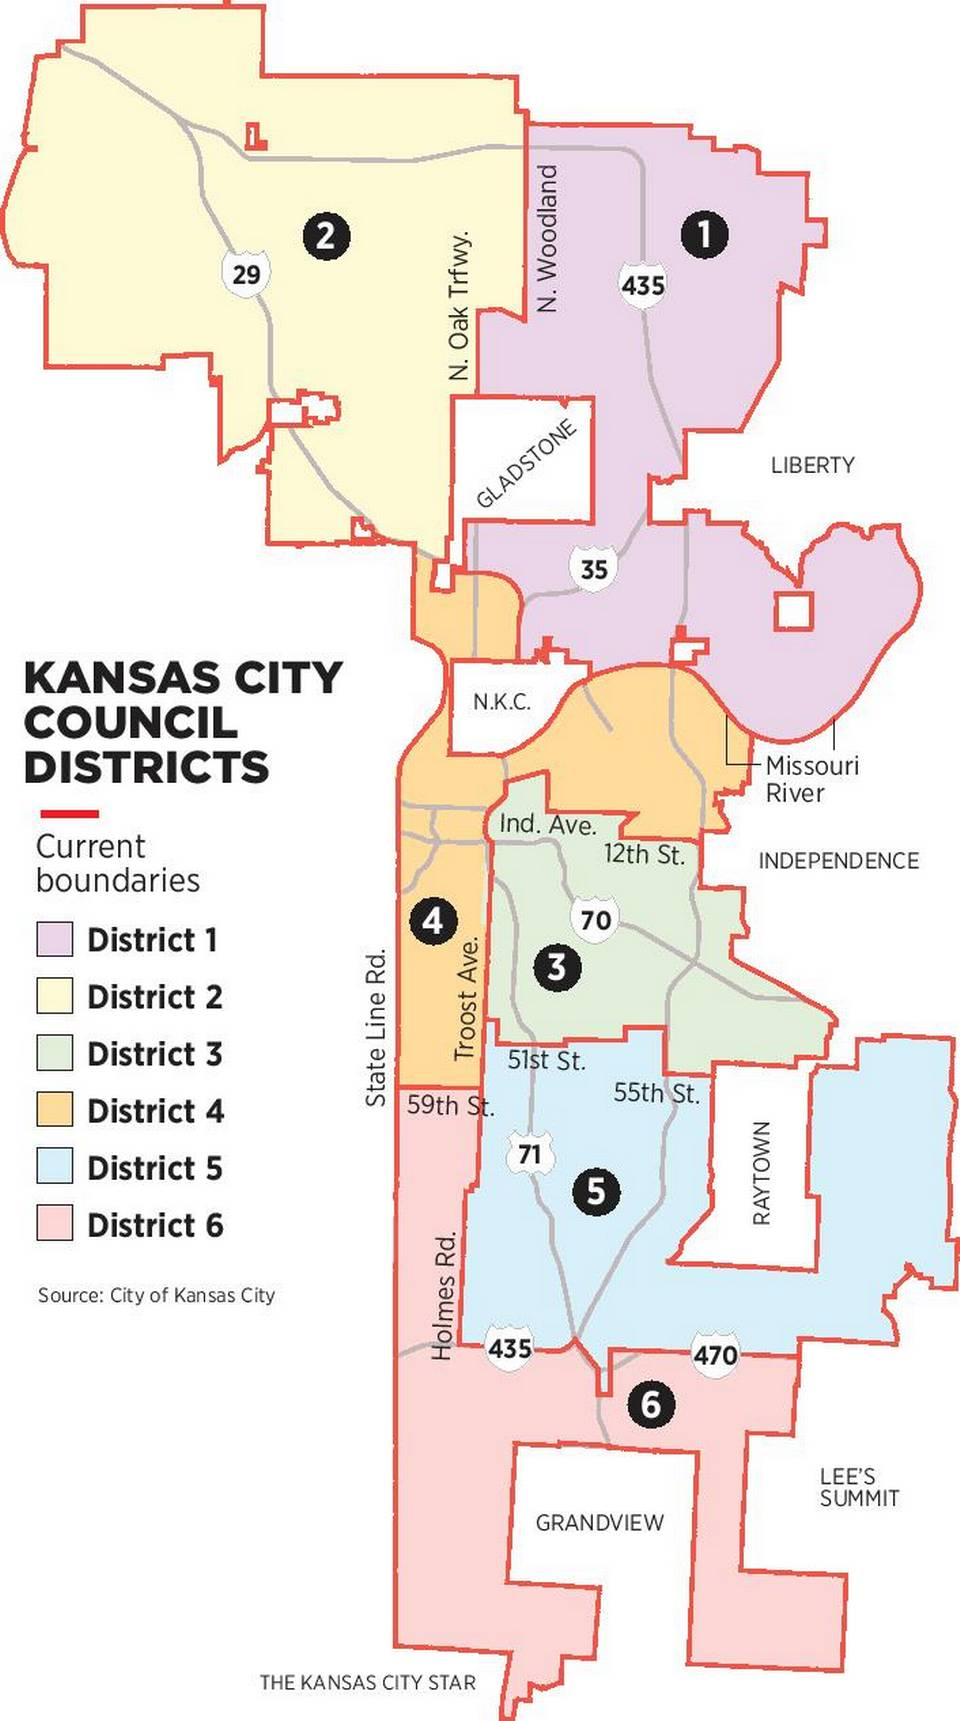 2
1
29
N. Oak Trfwy.
N. Woodland
435
GLADSTONE
LIBERTY
35
KANSAS CITY
COUNCIL
DISTRICTS
N.K.C.
Missouri
River
Current
boundaries
District 1
District 2
District 3
District 4
District 5
District 6
Source: City of Kansas City
Ind. Ave.
12th St.
INDEPENDENCE
4
70
3
State Line Rd.
Troost Ave.
51st St.
55th St.
59th St.
71
5
RAYTOWN
Holmes Rd.
435
470
6
LEE'S
SUMMIT
GRANDVIEW
THE KANSAS CITY STAR